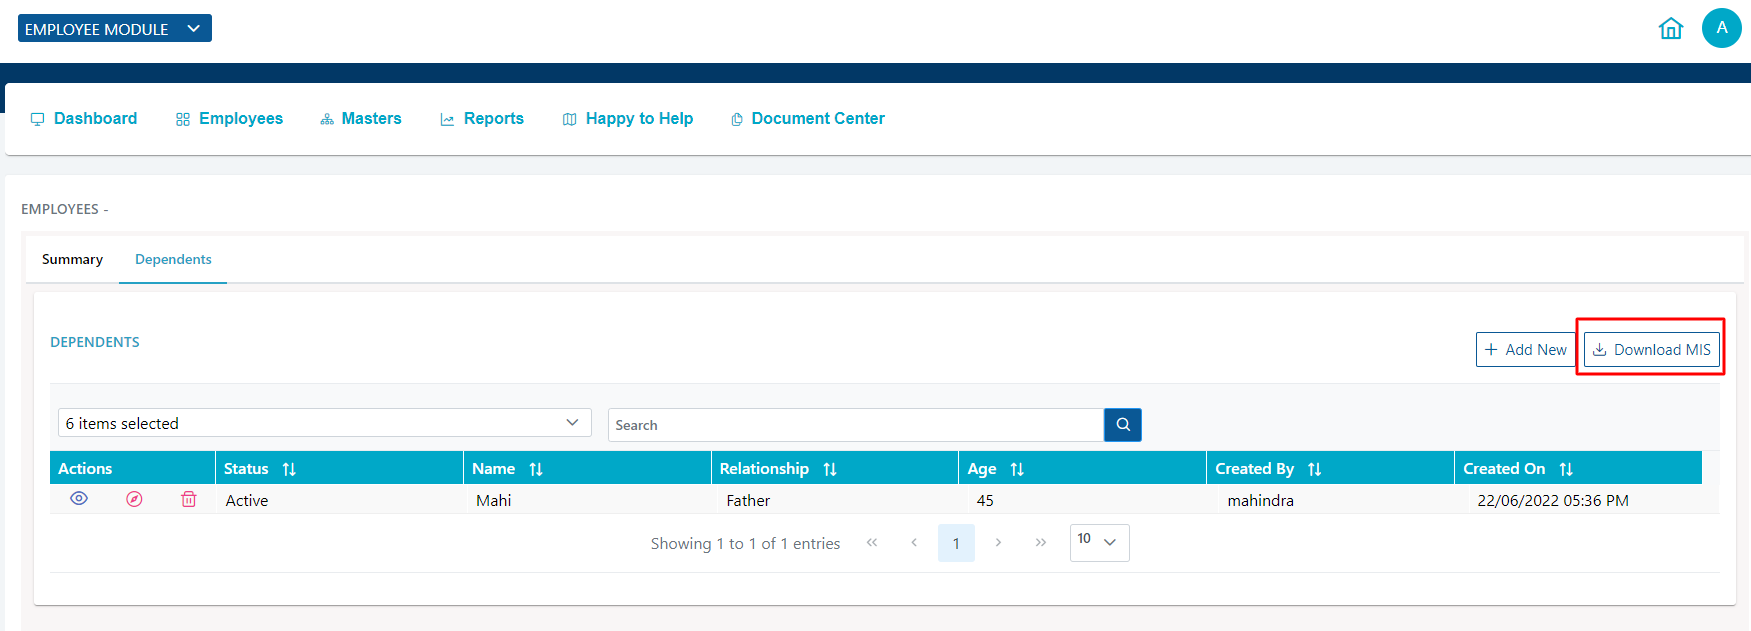 EMPLOYEE MODULE
A
Dashboard Employees Masters Reports Happy to Help Document Center
EMPLOYEES -
Summary Dependents
DEPENDENTS
Add New Download MIS
6 items selected Search
Actions Status Name Relationship Age Created By Created On
Active Mahi Father 45 mahindra 22/06/2022 05:36 PM
Showing 1 to 1 of 1 entries « ‹ 1 › » 10